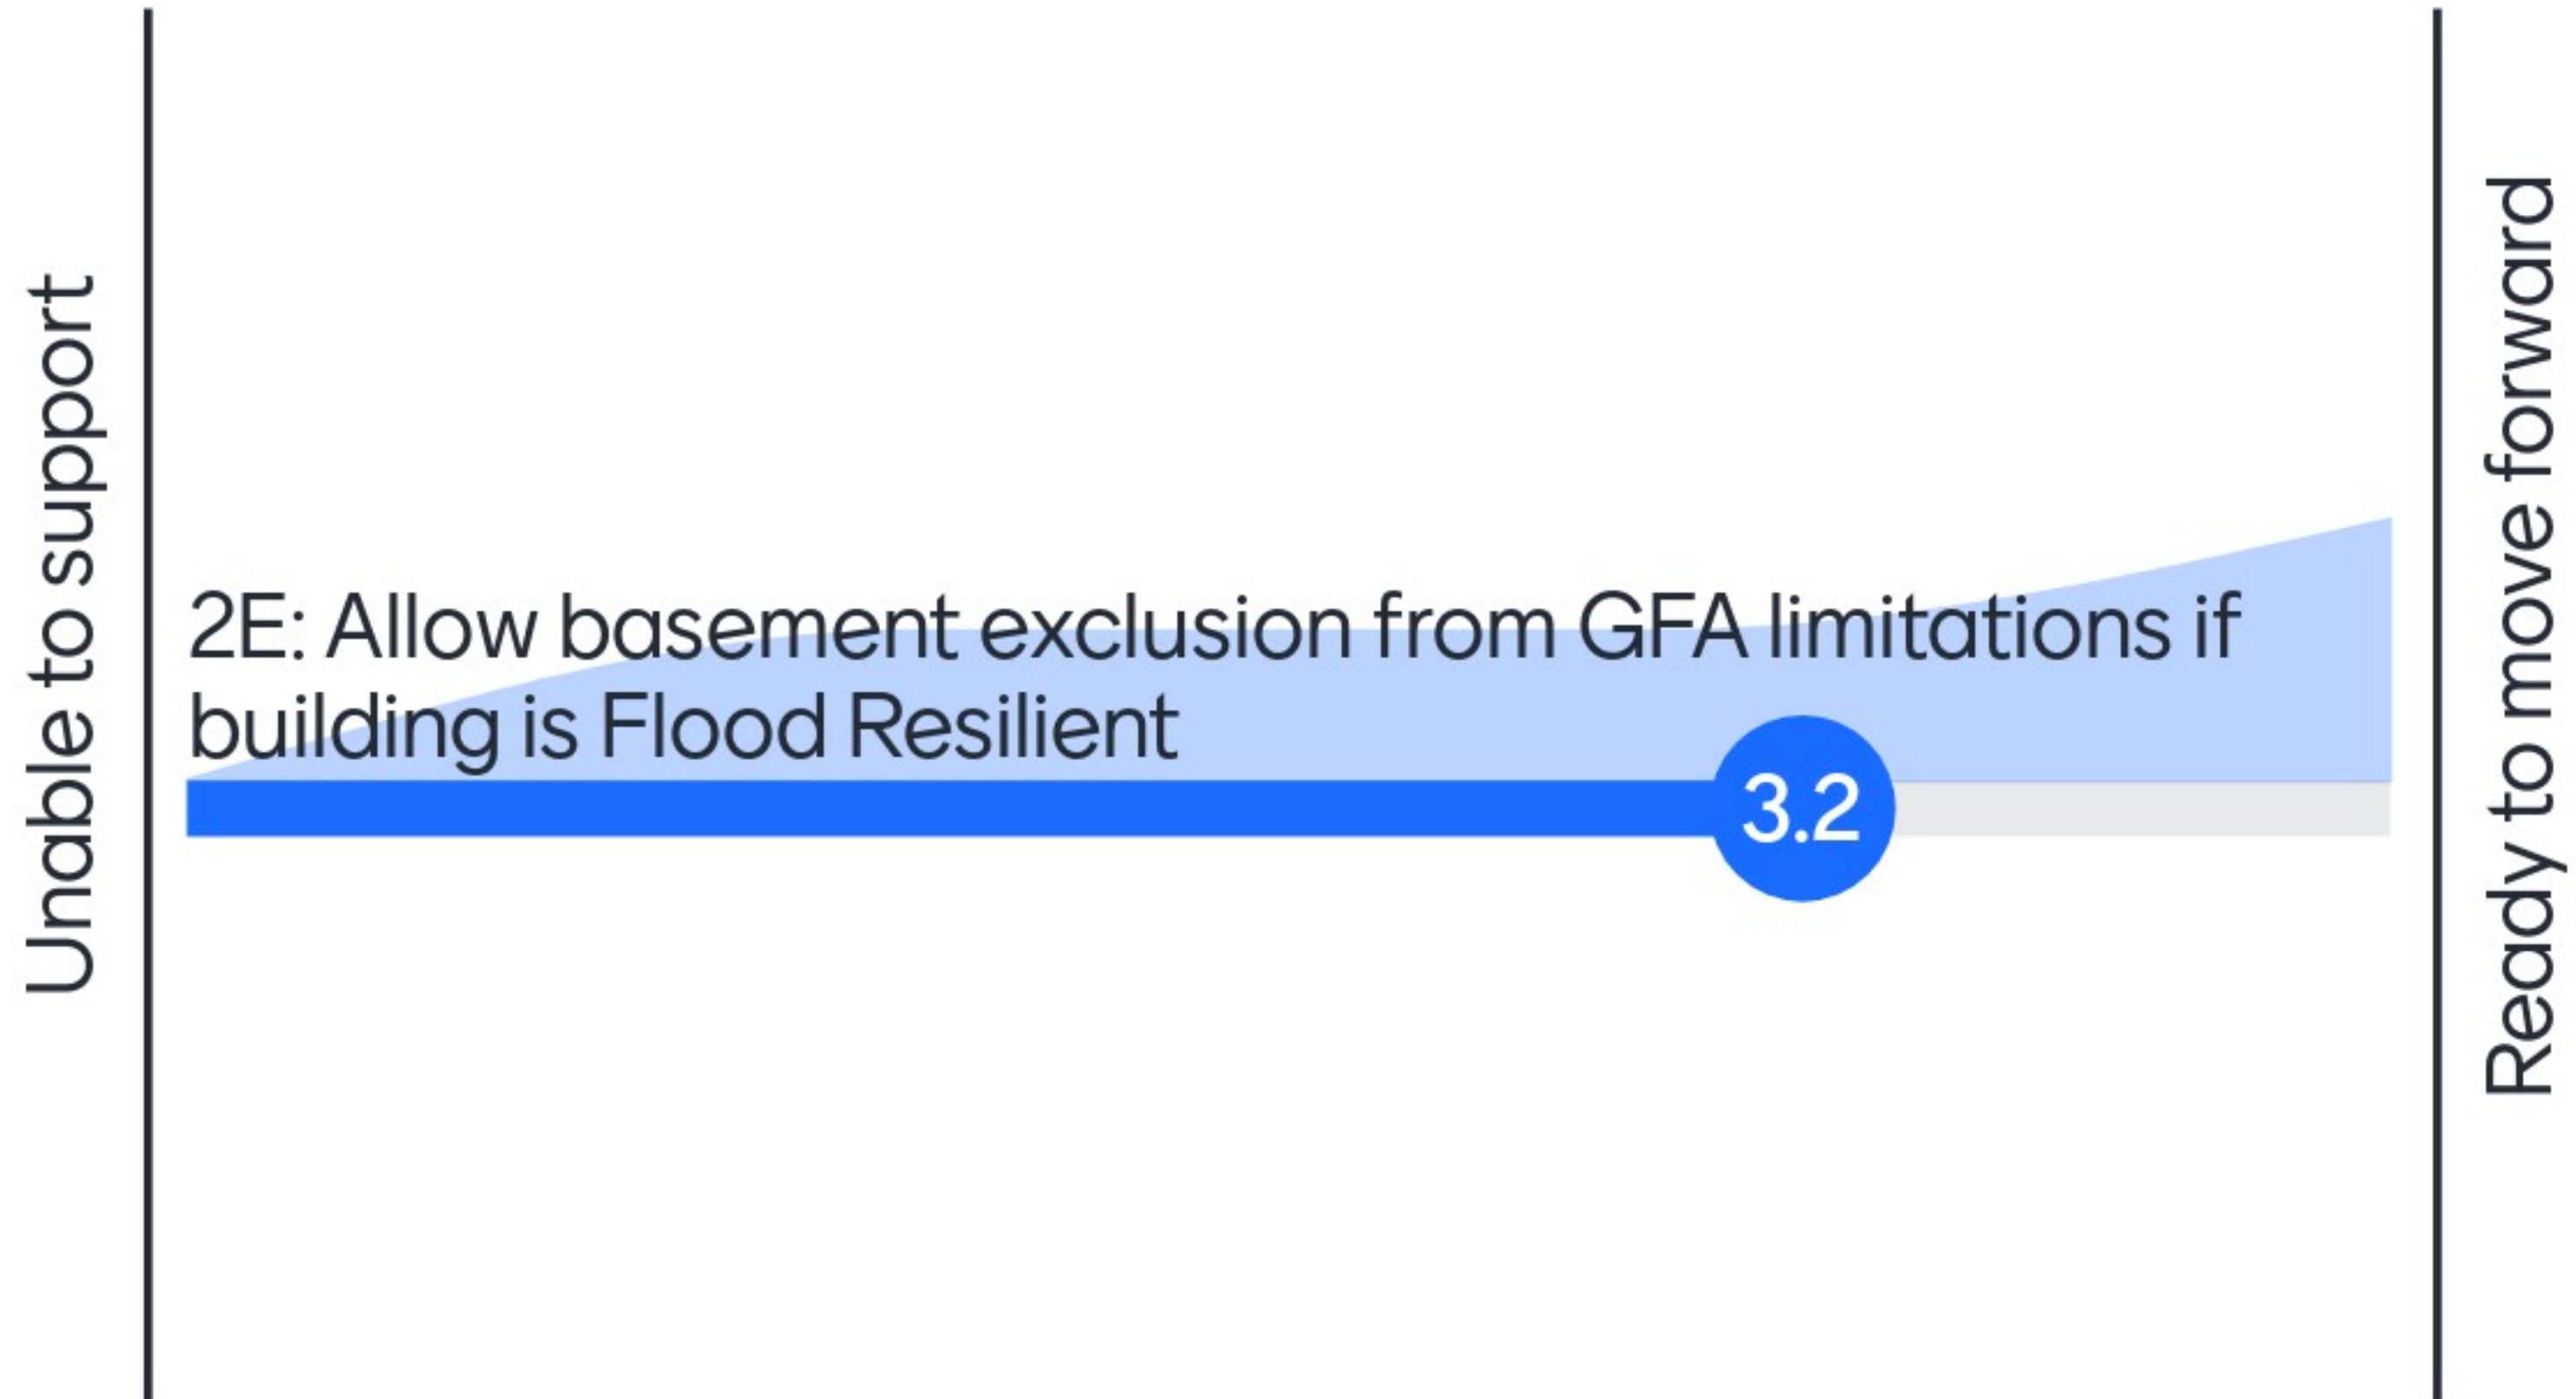 Unable to support
2E: Allow basement exclusion from GFA limitations if
building is Flood Resilient
3.2
Ready to move forward